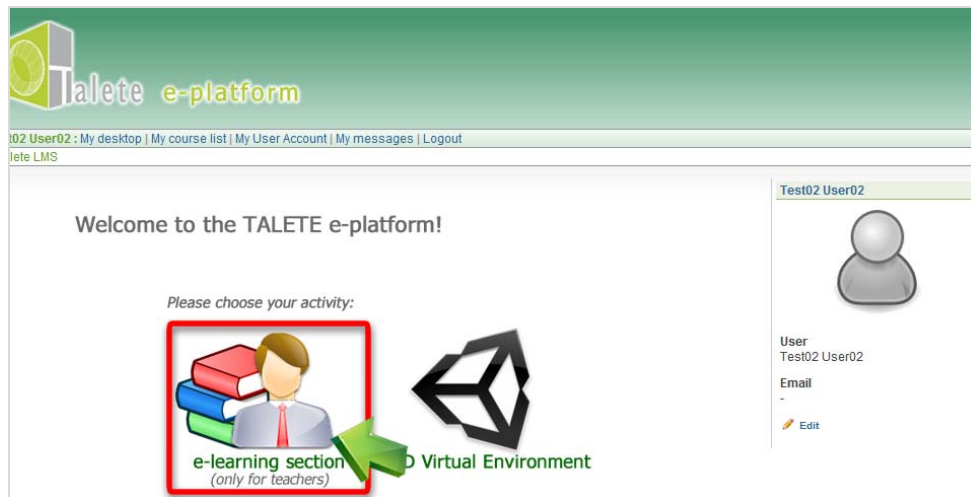 Talete e-platform
t02 User02 : My desktop | My course list | My User Account | My messages | Logout
lete LMS
Test02 User02
Welcome to the TALETE e-platform!
Please choose your activity:
User
Test02 User02
Email
-
Edit
e-learning section D Virtual Environment
(only for teachers)